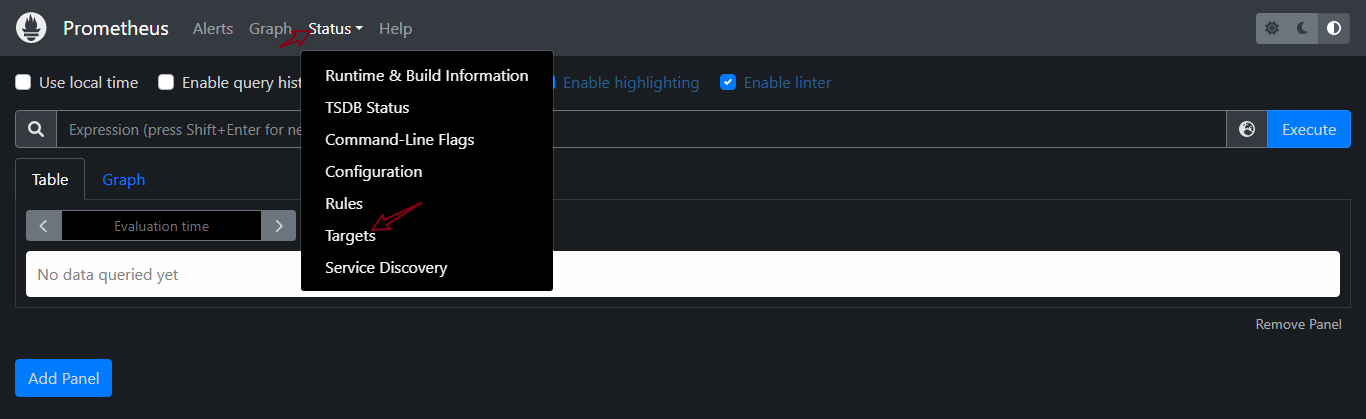 Prometheus Alerts Graph Status Help
Use local time Enable query hist Enable highlighting Enable linter
Expression (press Shift+Enter for ne Execute
Runtime & Build Information
TSDB Status
Command-Line Flags
Configuration
Rules
Targets
Service Discovery
Table Graph
Evaluation time
No data queried yet
Remove Panel
Add Panel